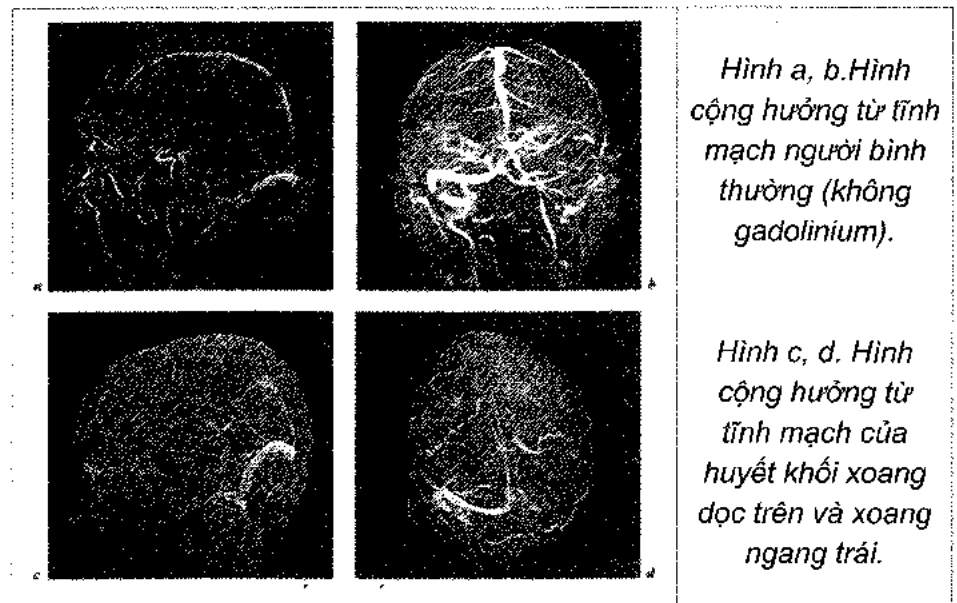 Hình a, b.Hình
cộng hưởng từ tĩnh
mạch người bình
thường (không
gadolinium).
a
b
Hình c, d. Hình
cộng hưởng từ
tĩnh mạch của
huyết khối xoang
dọc trên và xoang
ngang trái.
c
d